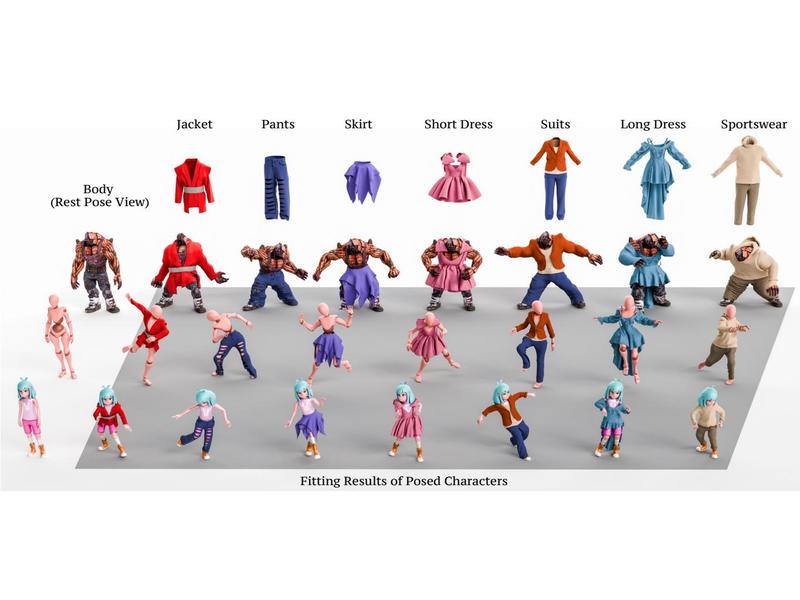 Jacket
Pants
Skirt
Short Dress
Suits
Long Dress
Sportswear
Body
(Rest Pose View)
Fitting Results of Posed Characters